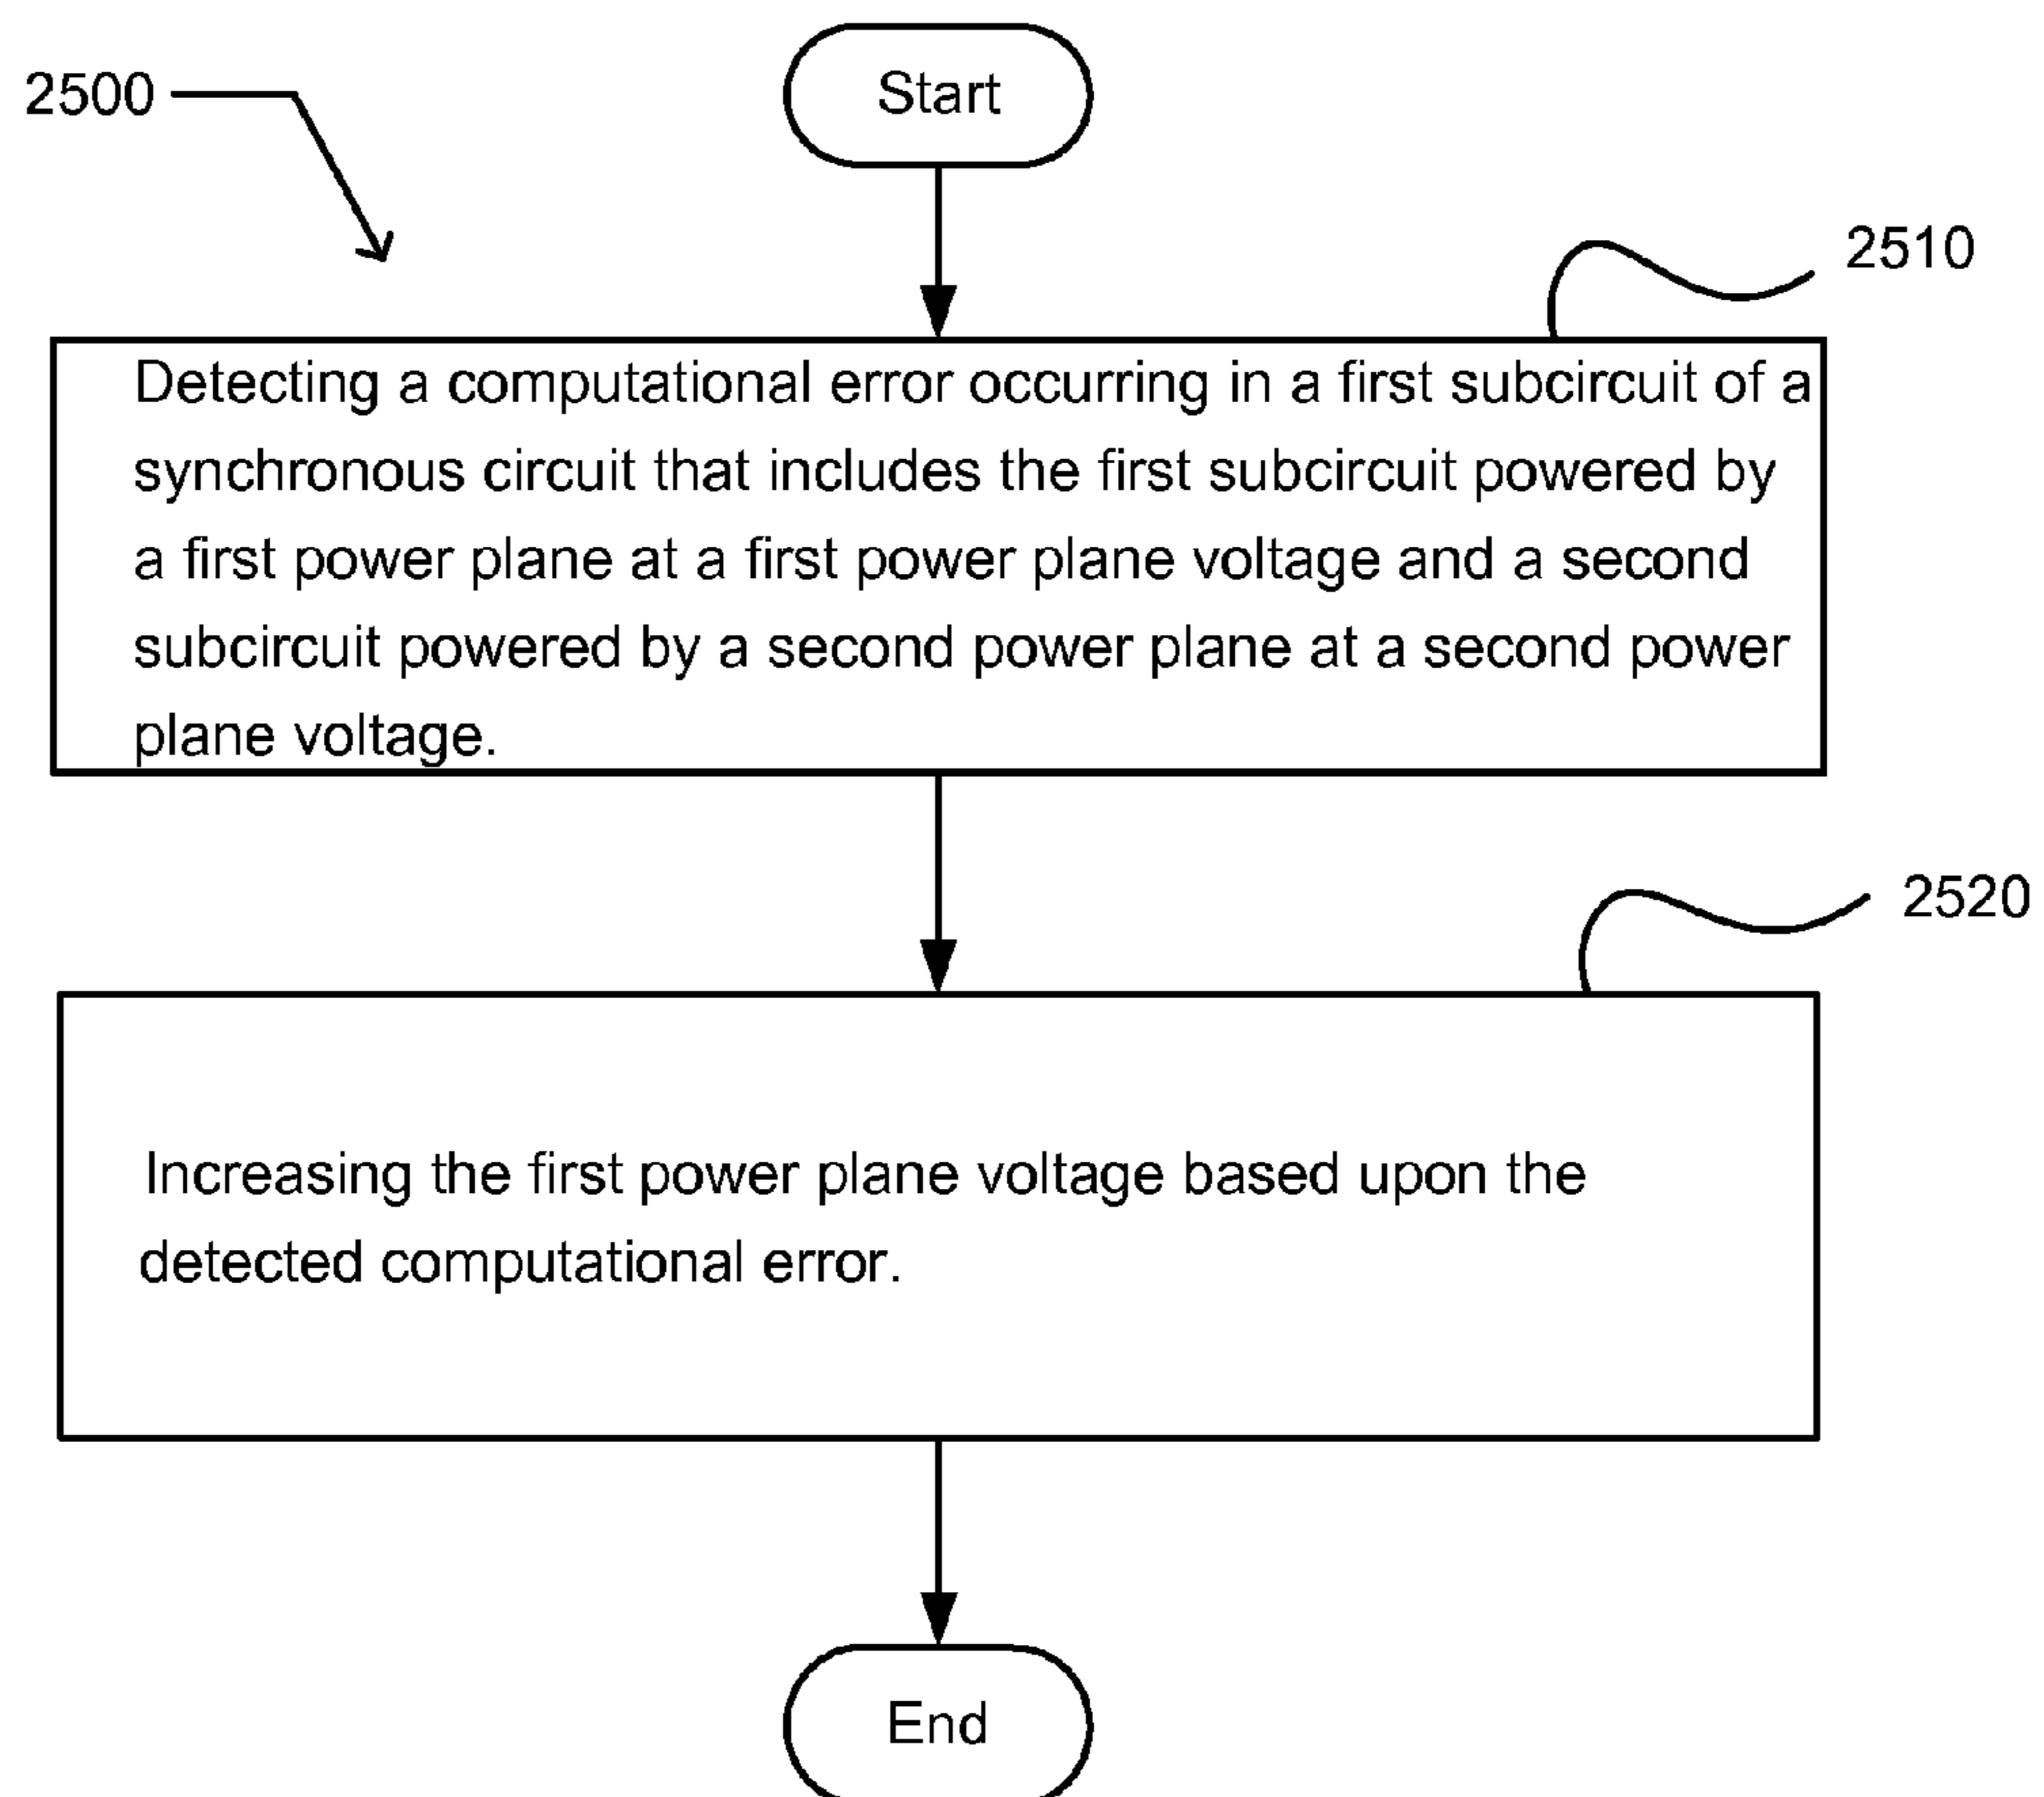 Start
2500
2510
Detecting a computational error occurring in a first subcircuit of a
synchronous circuit that includes the first subcircuit powered by
a first power plane at a first power plane voltage and a second
subcircuit powered by a second power plane at a second power
plane voltage.
2520
Increasing the first power plane voltage based upon the
detected computational error.
End